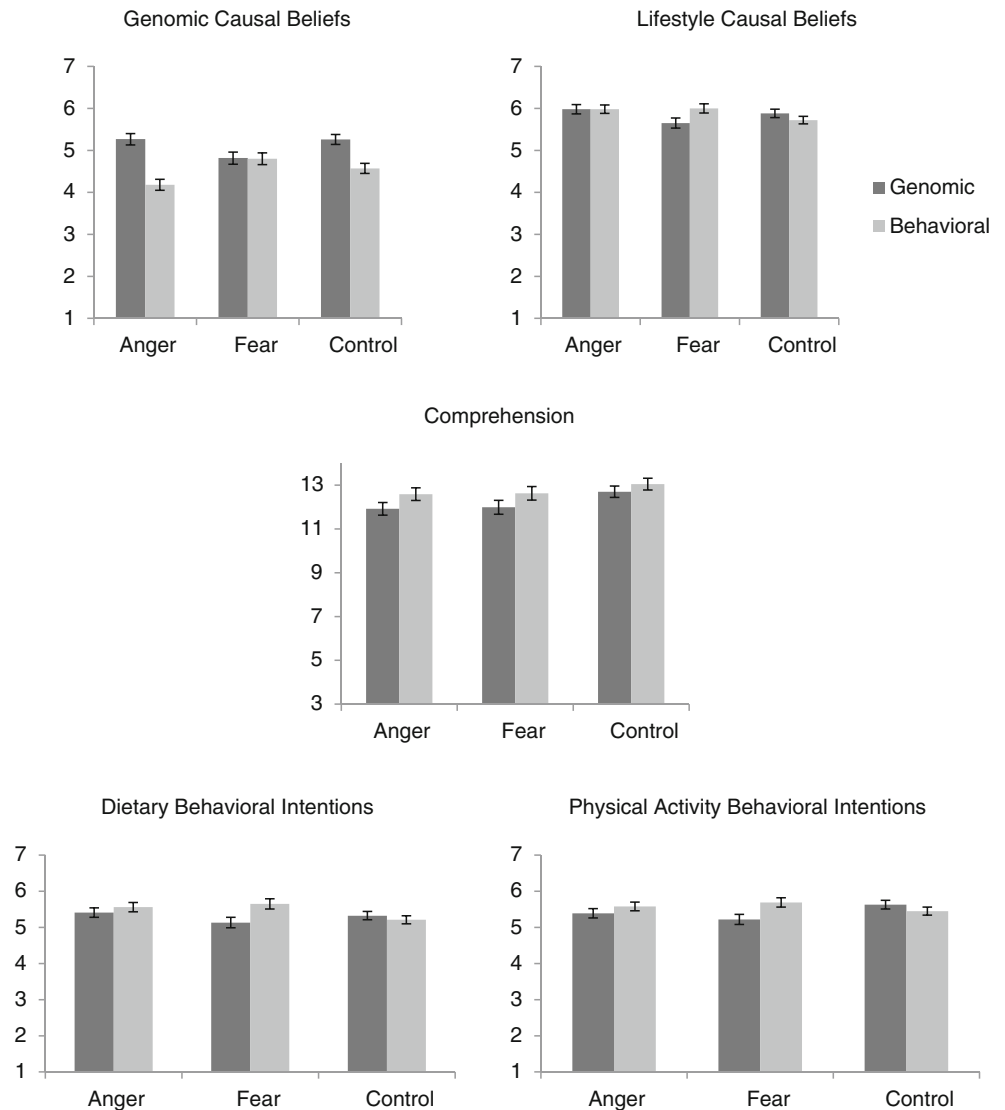 Genomic Causal Beliefs
7
6
5
4
3
2
1
Anger Fear Control
Lifestyle Causal Beliefs
7
6
5
4
3
2
1
Anger Fear Control
Genomic
Behavioral
Comprehension
13
11
9
7
5
3
Anger Fear Control
Dietary Behavioral Intentions
7
6
5
4
3
2
1
Anger Fear Control
Physical Activity Behavioral Intentions
7
6
5
4
3
2
1
Anger Fear Control